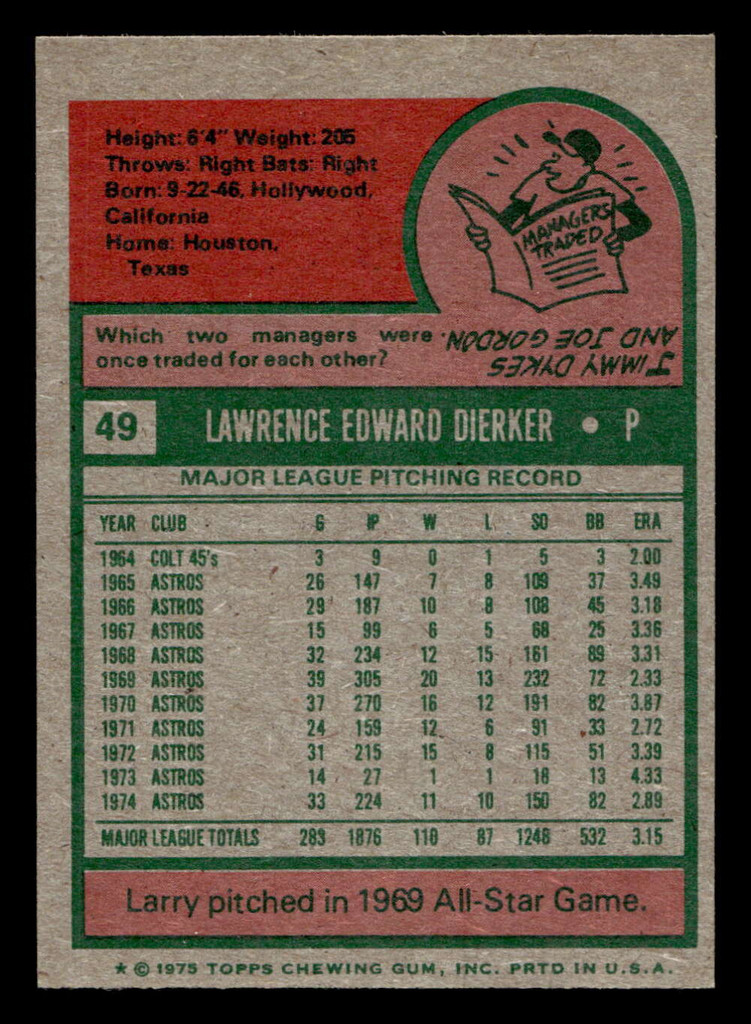 Height: 6'4" Weight: 205
Throws: Right Bats: Right
Born: 9-22-46, Hollywood,
California
Home: Houston,
Texas
MANAGERS
TRADED
Which two managers were
once traded for each other?
JIMMY DYKES
AND JOE GORDON.
49 LAWRENCE EDWARD DIERKER • P
MAJOR LEAGUE PITCHING RECORD
YEAR CLUB G IP W L SO BB ERA
1964 COLT 45's 3 9 0 1 5 3 2.00
1965 ASTROS 26 147 7 8 109 37 3.49
1966 ASTROS 29 187 10 8 108 45 3.18
1967 ASTROS 15 99 6 5 68 25 3.36
1968 ASTROS 32 234 12 15 161 89 3.31
1969 ASTROS 39 305 20 13 232 72 2.33
1970 ASTROS 37 270 16 12 191 82 3.87
1971 ASTROS 24 159 12 6 91 33 2.72
1972 ASTROS 31 215 15 8 115 51 3.39
1973 ASTROS 14 27 1 1 18 13 4.33
1974 ASTROS 33 224 11 10 150 82 2.89
MAJOR LEAGUE TOTALS 283 1876 110 87 1248 532 3.15
Larry pitched in 1969 All-Star Game.
★ © 1975 TOPPS CHEWING GUM, INC. PRTD IN U.S.A.